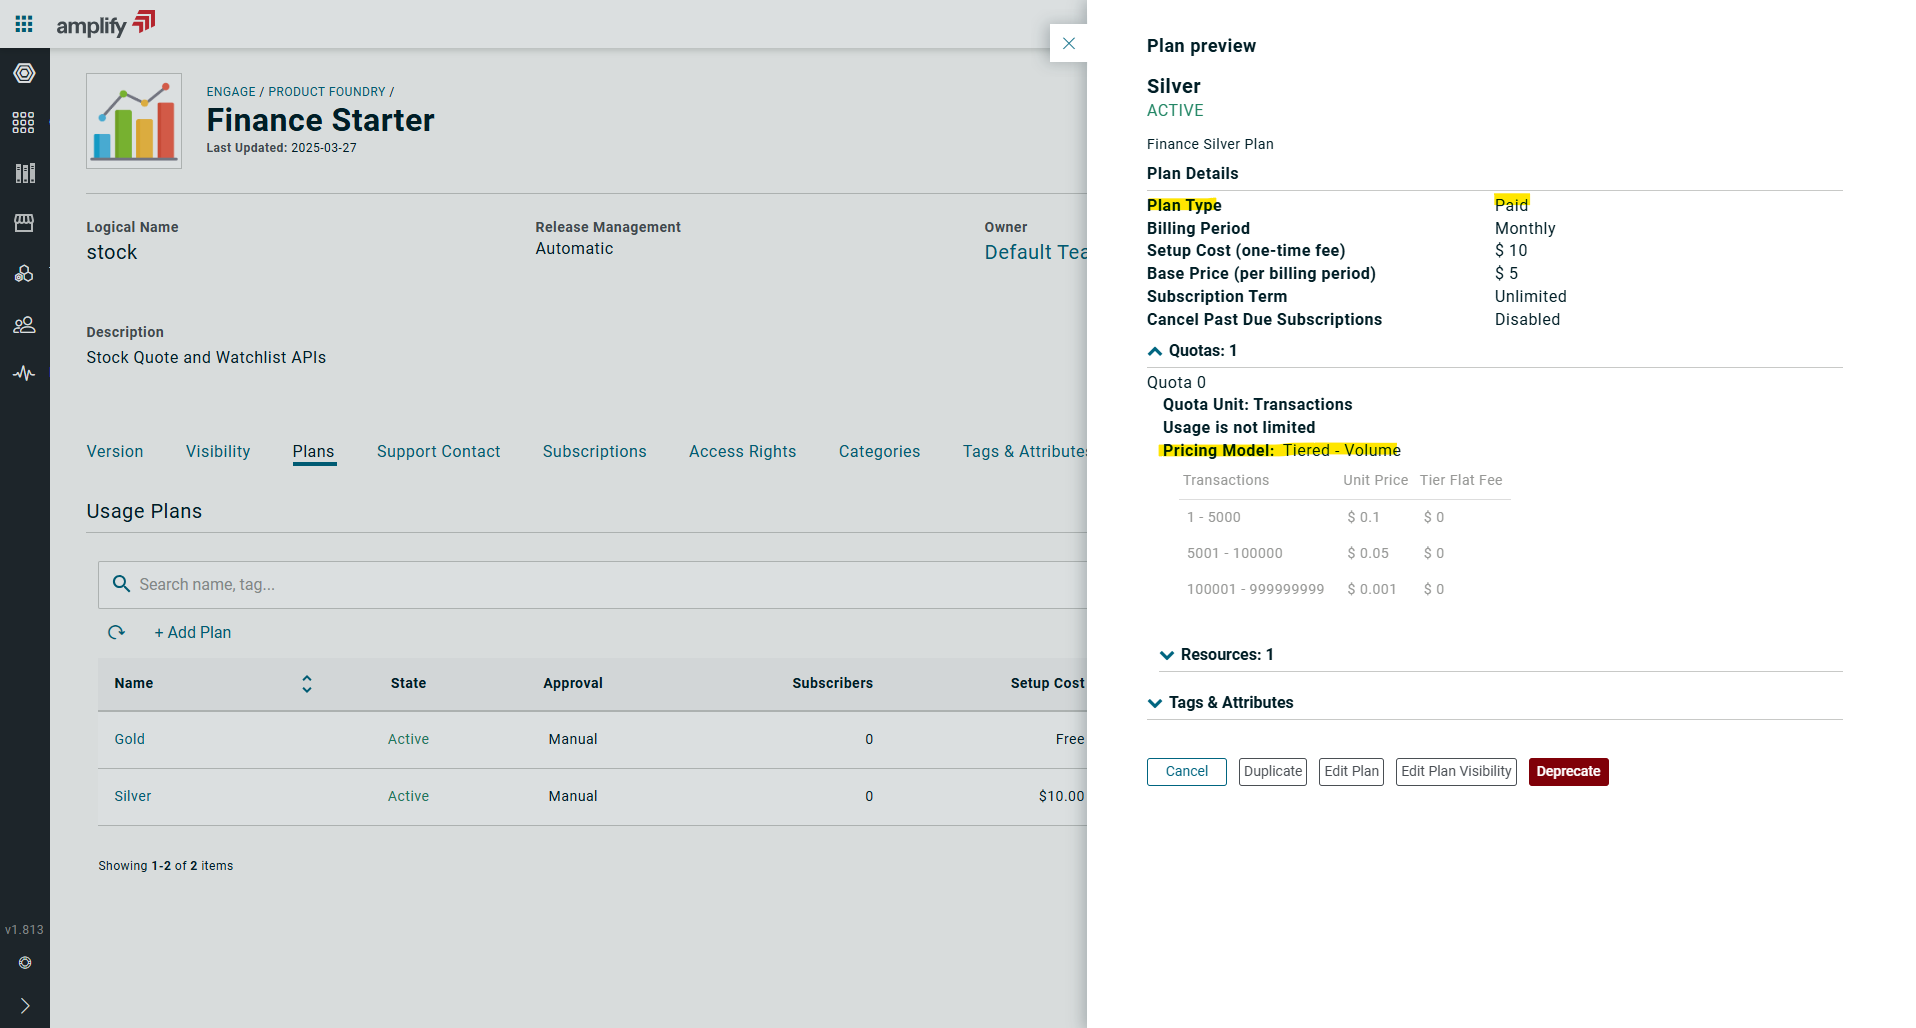 amplify
ENGAGE / PRODUCT FOUNDRY /
Finance Starter
Last Updated: 2025-03-27
Logical Name
stock
Release Management
Automatic
Owner
Default Tea
Description
Stock Quote and Watchlist APIs
Version Visibility Plans Support Contact Subscriptions Access Rights Categories Tags & Attributes
Usage Plans
Search name, tag...
+ Add Plan
Name State Approval Subscribers Setup Cost
Gold Active Manual 0 Free
Silver Active Manual 0 $10.00
Showing 1-2 of 2 items
v1.813
Plan preview
Silver
ACTIVE
Finance Silver Plan
Plan Details
Plan Type Paid
Billing Period Monthly
Setup Cost (one-time fee) $ 10
Base Price (per billing period) $ 5
Subscription Term Unlimited
Cancel Past Due Subscriptions Disabled
Quotas: 1
Quota 0
Quota Unit: Transactions
Usage is not limited
Pricing Model: Tiered - Volume
Transactions Unit Price Tier Flat Fee
1 - 5000 $ 0.1 $ 0
5001 - 100000 $ 0.05 $ 0
100001 - 999999999 $ 0.001 $ 0
Resources: 1
Tags & Attributes
Cancel Duplicate Edit Plan Edit Plan Visibility Deprecate